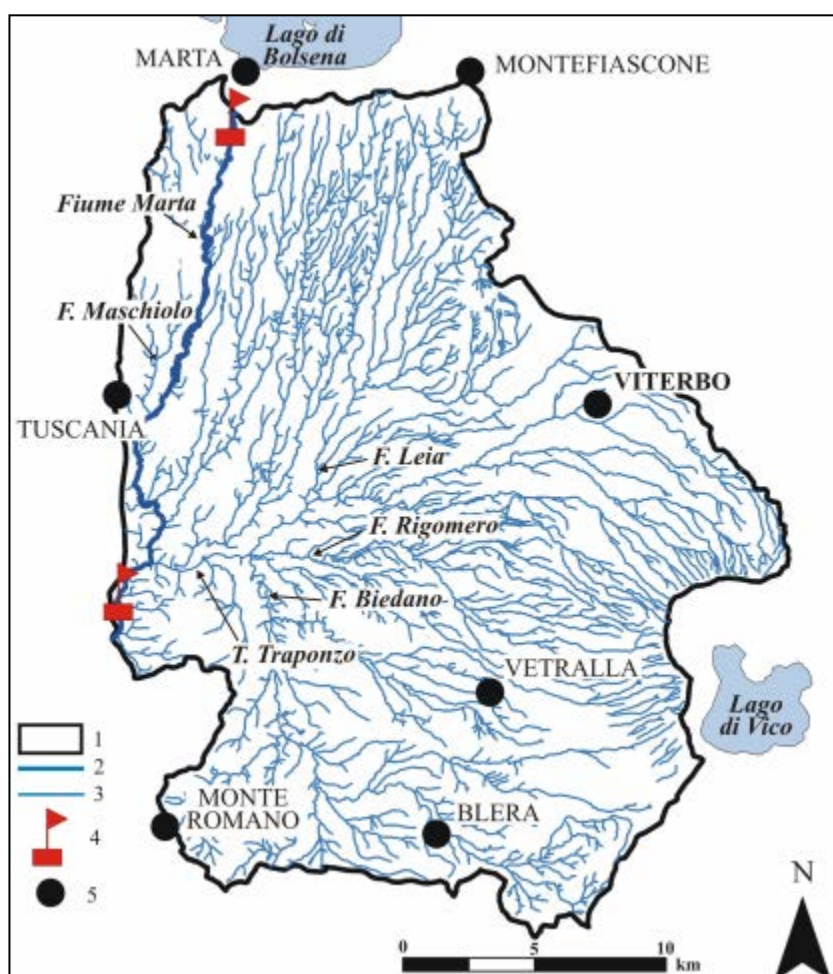 MARTA
Lago di
Bolsena
MONTEFIASCONE
Fiume Marta
F. Maschiolo
VITERBO
TUSCANIA
F. Leia
F. Rigomero
F. Biedano
T. Traponzo
VETRALLA
Lago
di Vico
1
2
3
4
5
MONTE
ROMANO
BLERA
N
0 5 10
km